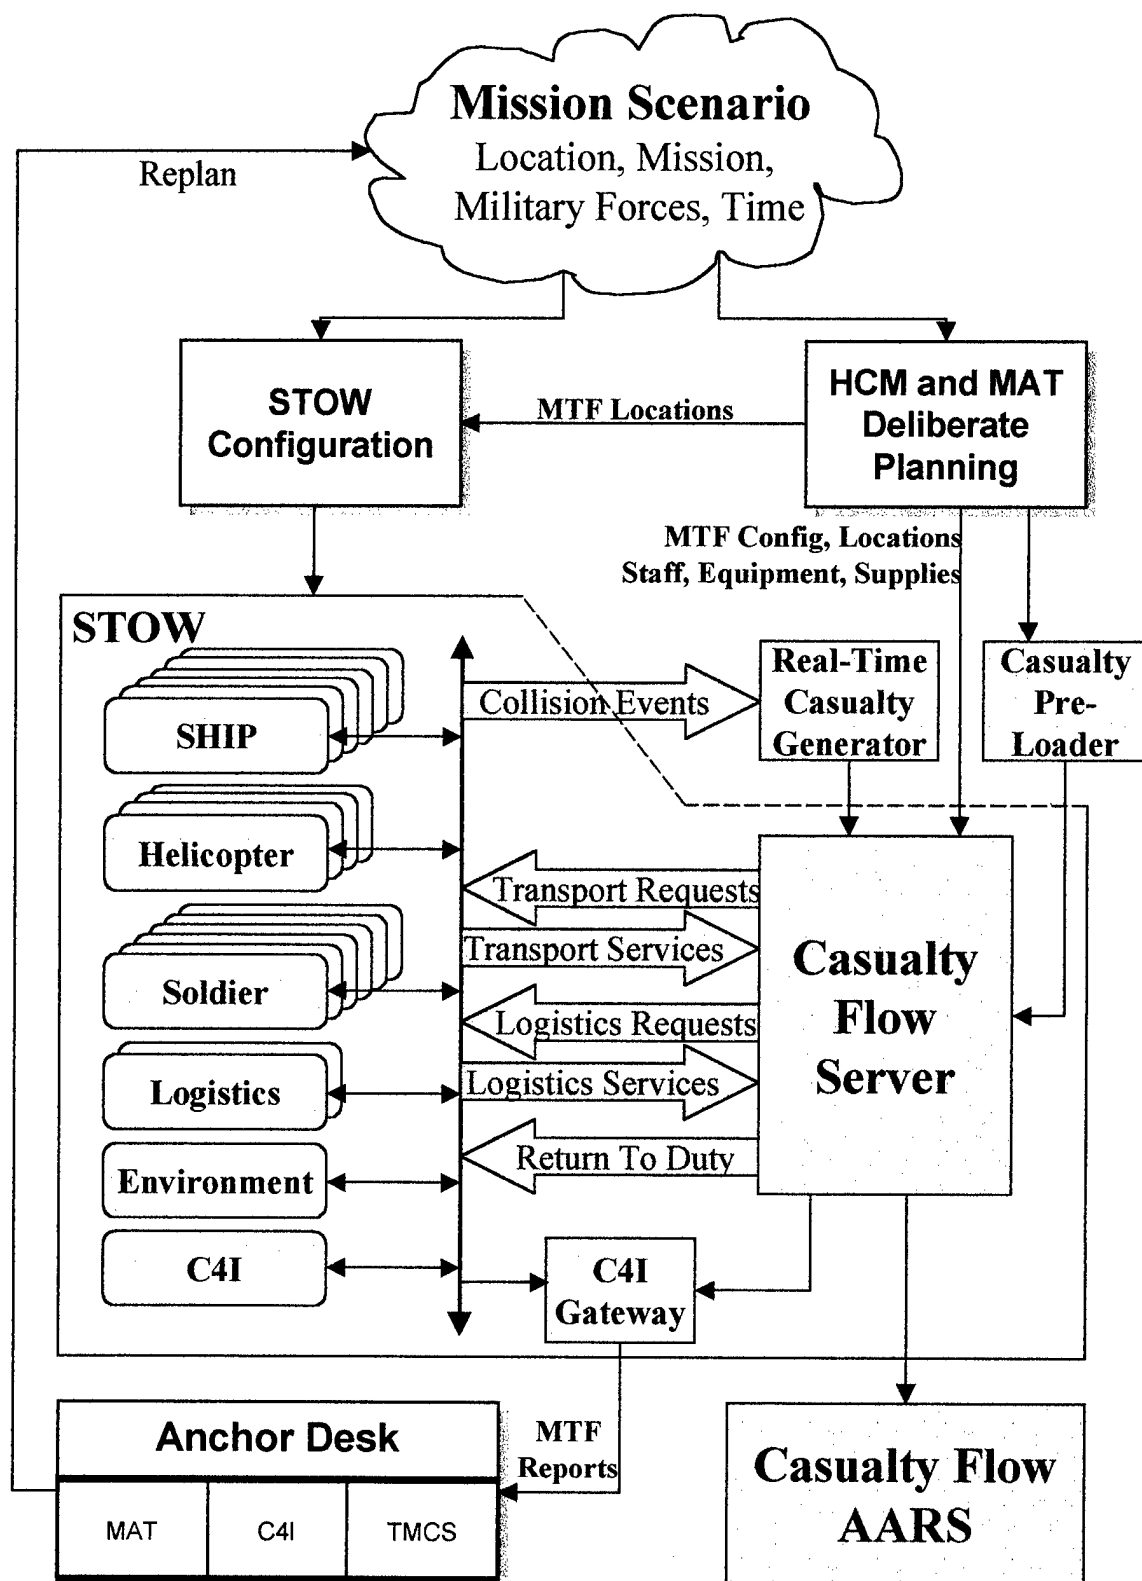 Mission Scenario
Location, Mission,
Military Forces, Time
Replan
STOW
Configuration
MTF Locations
HCM and MAT
Deliberate
Planning
MTF Config, Locations
Staff, Equipment, Supplies
STOW
SHIP
Helicopter
Soldier
Logistics
Environment
C4I
Collision Events
Real-Time
Casualty
Generator
Casualty
Pre-
Loader
Transport Requests
Transport Services
Logistics Requests
Logistics Services
Return To Duty
Casualty
Flow
Server
C4I
Gateway
MTF
Reports
Anchor Desk
MAT
C4I
TMCS
Casualty Flow
AARS